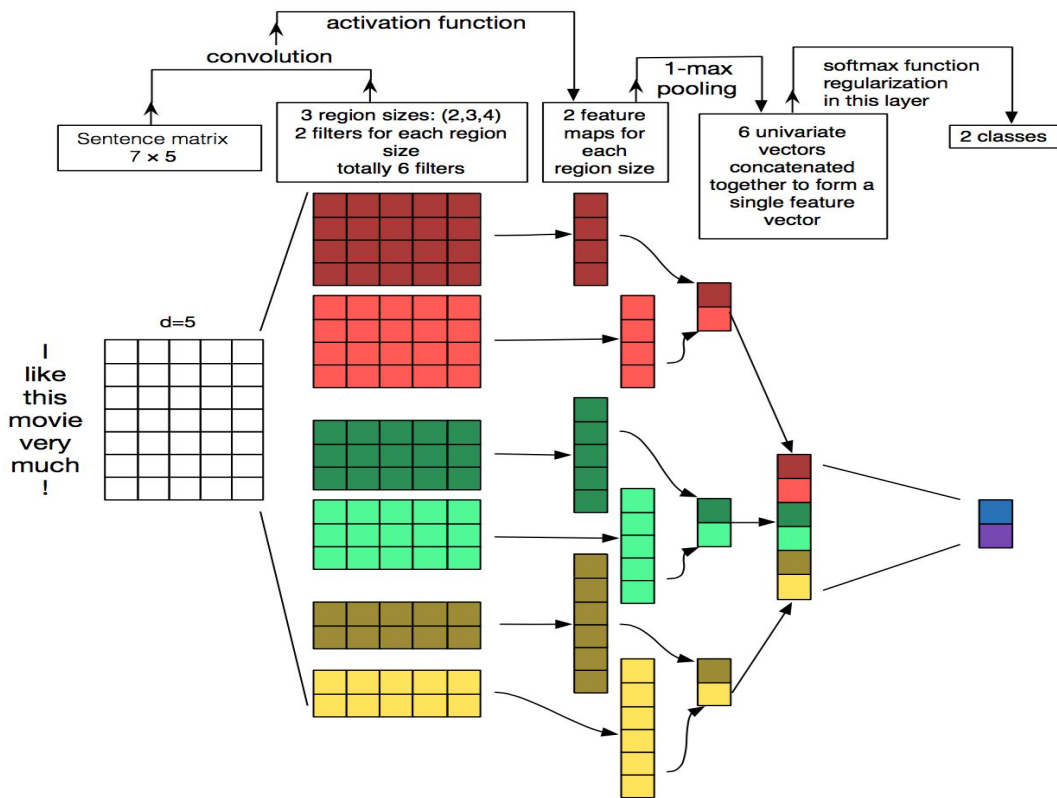 activation function
convolution
1-max
pooling
softmax function
regularization
in this layer
Sentence matrix
7 × 5
3 region sizes: (2,3,4)
2 filters for each region
size
totally 6 filters
2 feature
maps for
each
region size
6 univariate
vectors
concatenated
together to form a
single feature
vector
2 classes
d=5
I
like
this
movie
very
much
!